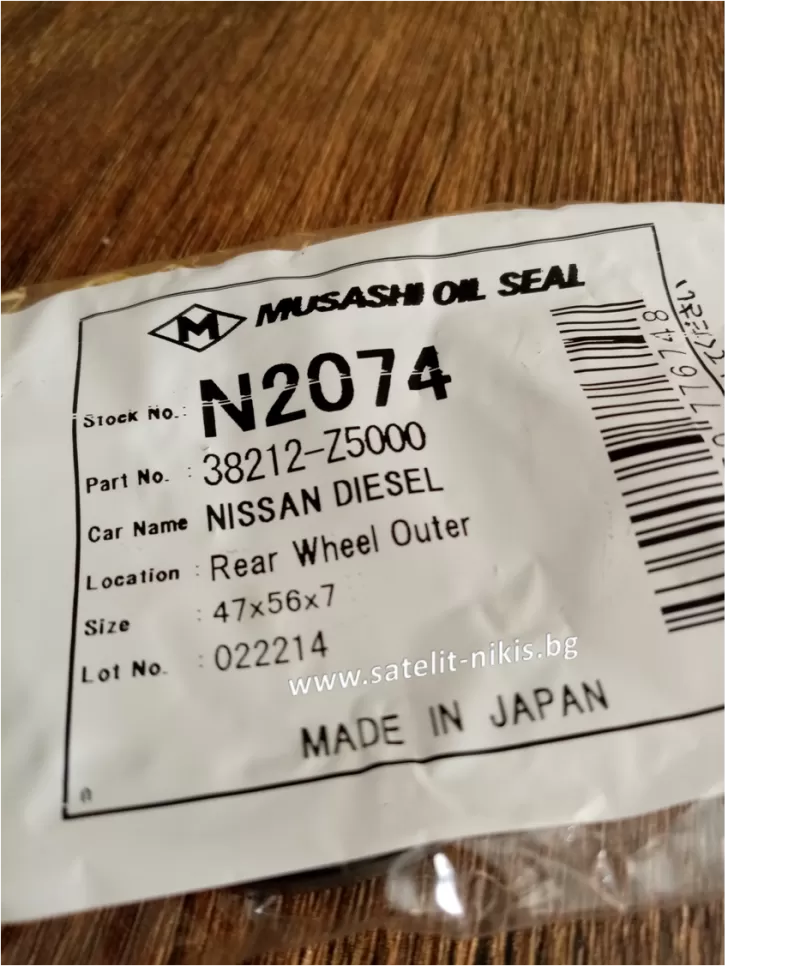 M MUSASHI OIL SEAL
Stock No.: N2074
Part No. : 38212-Z5000
Car Name NISSAN DIESEL
Location : Rear Wheel Outer
Size : 47x56x7
Lot No. : 022214
www.satelit-nikis.bg
MADE IN JAPAN
776748